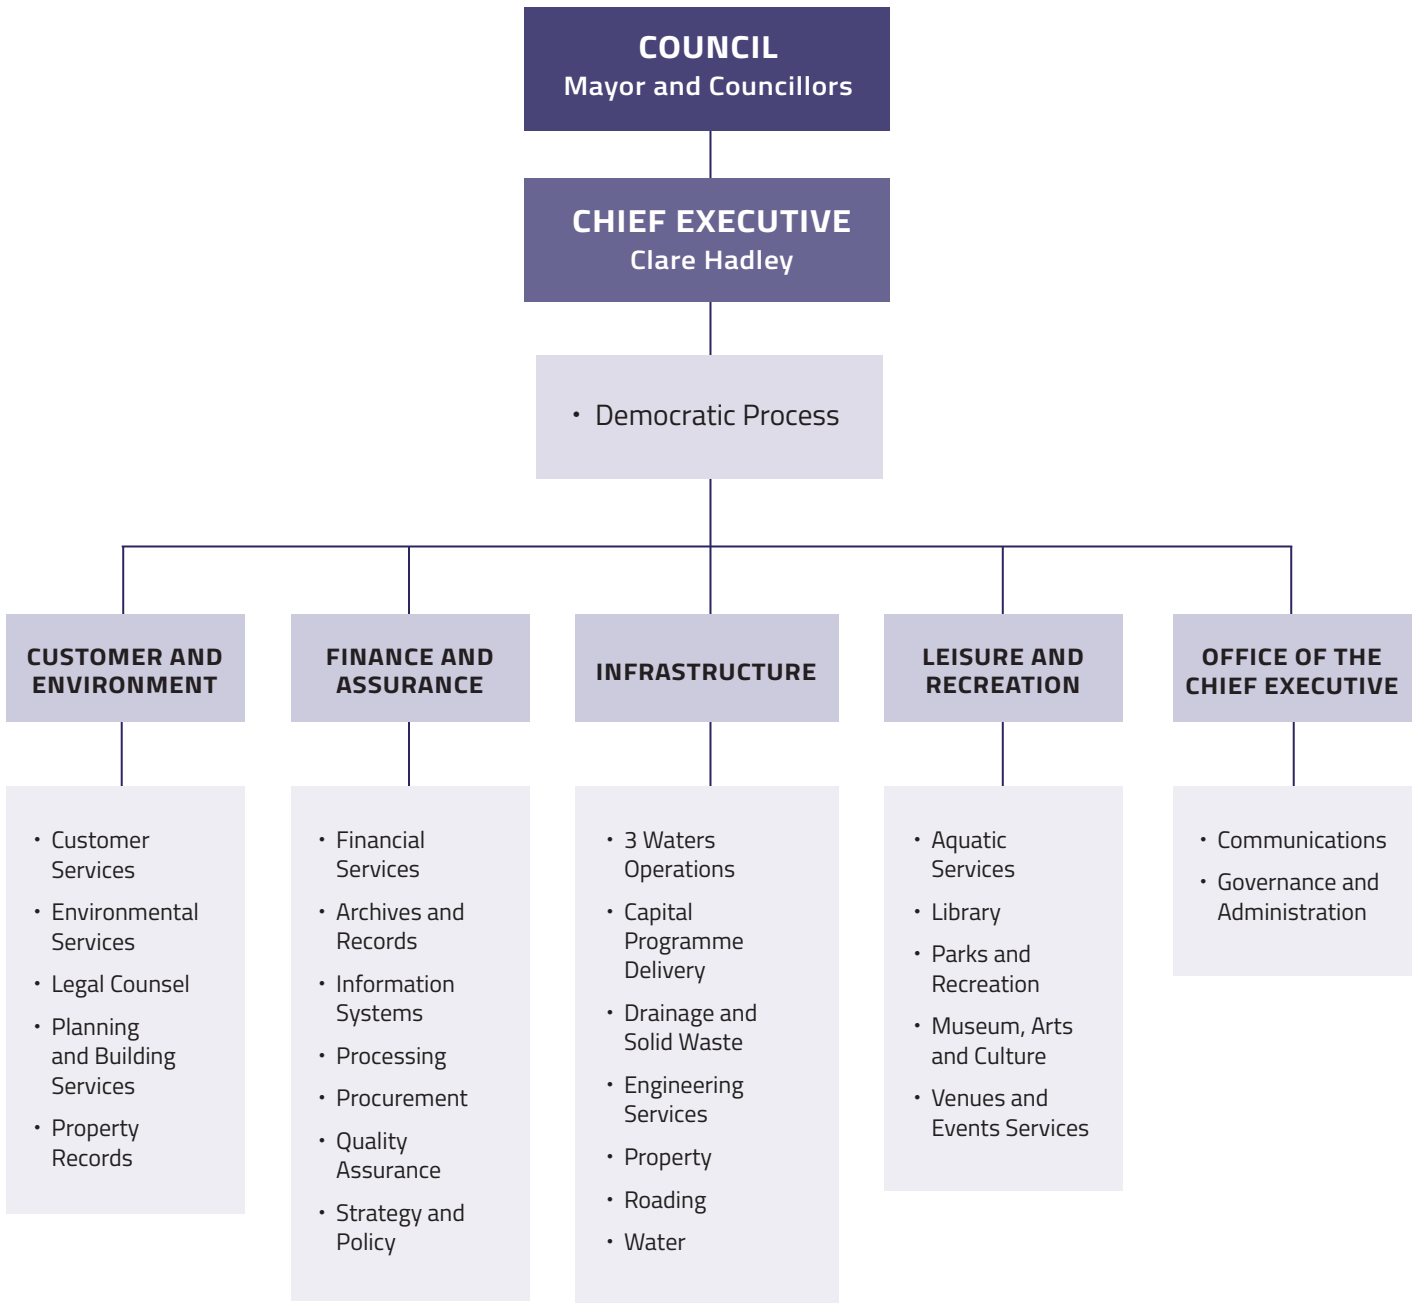 COUNCIL
Mayor and Councillors
CHIEF EXECUTIVE
Clare Hadley
• Democratic Process
CUSTOMER AND
ENVIRONMENT
• Customer
Services
• Environmental
Services
• Legal Counsel
• Planning
and Building
Services
• Property
Records
FINANCE AND
ASSURANCE
• Financial
Services
• Archives and
Records
• Information
Systems
• Processing
• Procurement
• Quality
Assurance
• Strategy and
Policy
INFRASTRUCTURE
• 3 Waters
Operations
• Capital
Programme
Delivery
• Drainage and
Solid Waste
• Engineering
Services
• Property
• Roading
• Water
LEISURE AND
RECREATION
• Aquatic
Services
• Library
• Parks and
Recreation
• Museum, Arts
and Culture
• Venues and
Events Services
OFFICE OF THE
CHIEF EXECUTIVE
• Communications
• Governance and
Administration